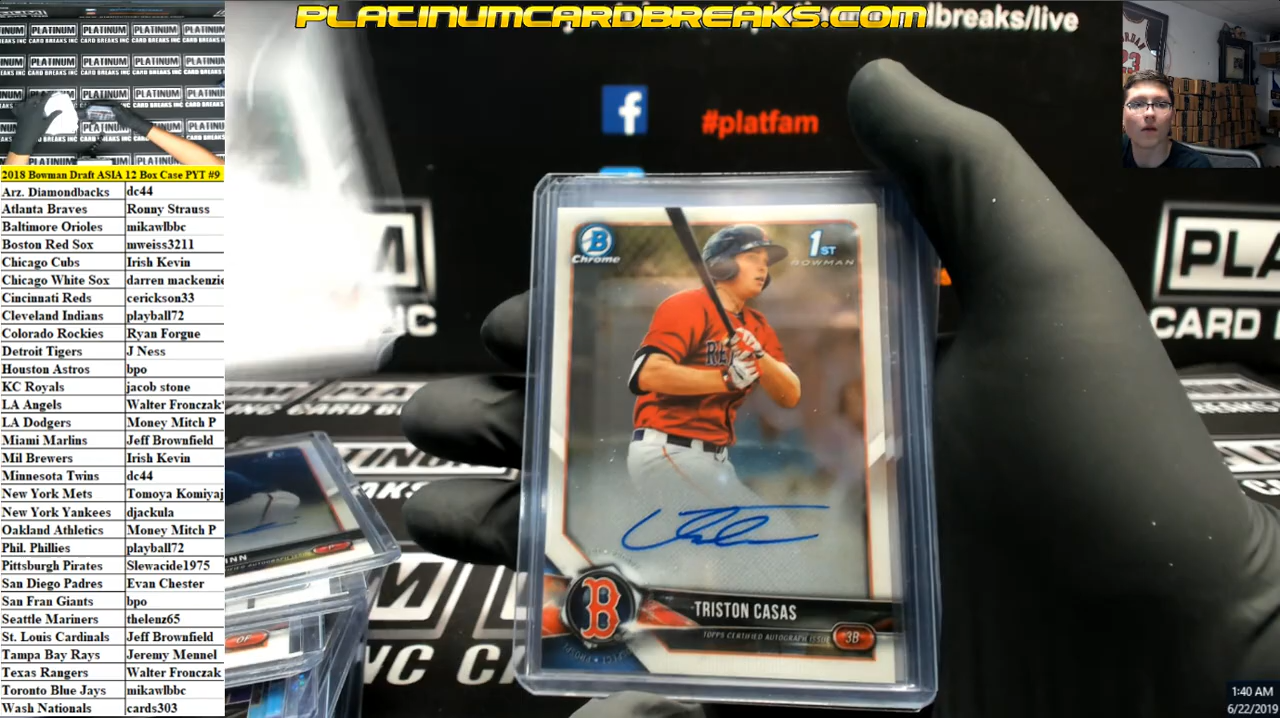 PLATINUMCARDBREAKS.COM
dbreaks/live
#platfam
2018 Bowman Draft ASIA 12 Box Case PYT #9
Arz. Diamondbacks dc44
Atlanta Braves Ronny Strauss
Baltimore Orioles mikawlbbc
Boston Red Sox mweiss3211
Chicago Cubs Irish Kevin
Chicago White Sox darren mackenzie
Cincinnati Reds cerickson33
Cleveland Indians playball72
Colorado Rockies Ryan Forgue
Detroit Tigers J Ness
Houston Astros bpo
KC Royals jacob stone
LA Angels Walter Fronczak
LA Dodgers Money Mitch P
Miami Marlins Jeff Brownfield
Mil Brewers Irish Kevin
Minnesota Twins dc44
New York Mets Tomoya Komiyaj
New York Yankees djackula
Oakland Athletics Money Mitch P
Phil. Phillies playball72
Pittsburgh Pirates Slewacide1975
San Diego Padres Evan Chester
San Fran Giants bpo
Seattle Mariners thelenz65
St. Louis Cardinals Jeff Brownfield
Tampa Bay Rays Jeremy Mennel
Texas Rangers Walter Fronczak
Toronto Blue Jays mikawlbbc
Wash Nationals cards303
B
Chrome
1ST
BOWMAN
B
TRISTON CASAS
TOPPS CERTIFIED AUTOGRAPH ISSUE
3B
PLA
CARD
1:40 AM
6/22/2019